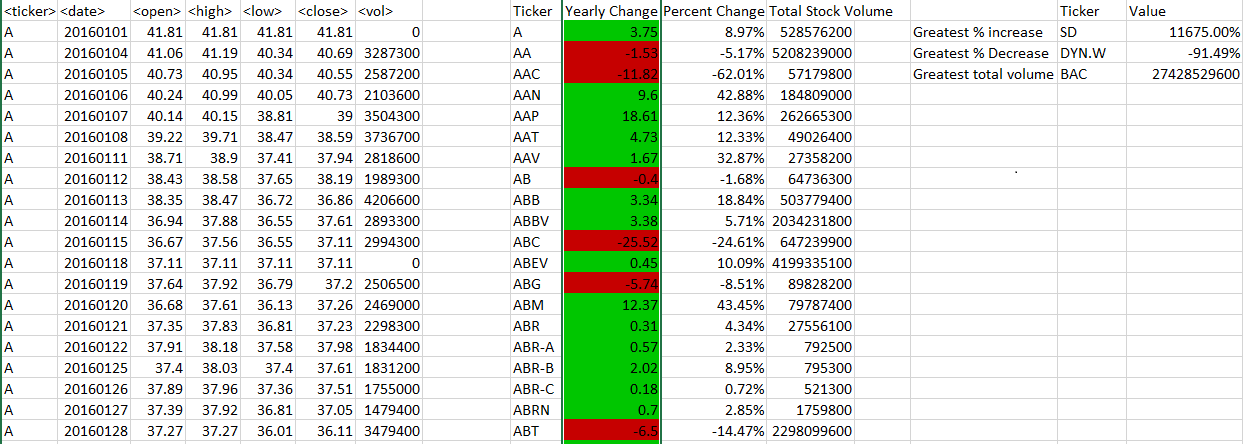 <ticker> <date> <open> <high> <low> <close> <vol> Ticker Yearly Change Percent Change Total Stock Volume Ticker Value
A 20160101 41.81 41.81 41.81 41.81 0 A 3.75 8.97% 528576200 Greatest % increase SD 11675.00%
A 20160104 41.06 41.19 40.34 40.69 3287300 AA -1.53 -5.17% 5208239000 Greatest % Decrease DYN.W -91.49%
A 20160105 40.73 40.95 40.34 40.55 2587200 AAC -11.82 -62.01% 57179800 Greatest total volume BAC 27428529600
A 20160106 40.24 40.99 40.05 40.73 2103600 AAN 9.6 42.88% 184809000
A 20160107 40.14 40.15 38.81 39 3504300 AAP 18.61 12.36% 262665300
A 20160108 39.22 39.71 38.47 38.59 3736700 AAT 4.73 12.33% 49026400
A 20160111 38.71 38.9 37.41 37.94 2818600 AAV 1.67 32.87% 27358200
A 20160112 38.43 38.58 37.65 38.19 1989300 AB -0.4 -1.68% 64736300
A 20160113 38.35 38.47 36.72 36.86 4206600 ABB 3.34 18.84% 503779400
A 20160114 36.94 37.88 36.55 37.61 2893300 ABBV 3.38 5.71% 2034231800
A 20160115 36.67 37.56 36.55 37.11 2994300 ABC -25.52 -24.61% 647239900
A 20160118 37.11 37.11 37.11 37.11 0 ABEV 0.45 10.09% 4199335100
A 20160119 37.64 37.92 36.79 37.2 2506500 ABG -5.74 -8.51% 89828200
A 20160120 36.68 37.61 36.13 37.26 2469000 ABM 12.37 43.45% 79787400
A 20160121 37.35 37.83 36.81 37.23 2298300 ABR 0.31 4.34% 27556100
A 20160122 37.91 38.18 37.58 37.98 1834400 ABR-A 0.57 2.33% 792500
A 20160125 37.4 38.03 37.4 37.61 1831200 ABR-B 2.02 8.95% 795300
A 20160126 37.89 37.96 37.36 37.51 1755000 ABR-C 0.18 0.72% 521300
A 20160127 37.39 37.92 36.81 37.05 1479400 ABRN 0.7 2.85% 1759800
A 20160128 37.27 37.27 36.01 36.11 3479400 ABT -6.5 -14.47% 2298099600